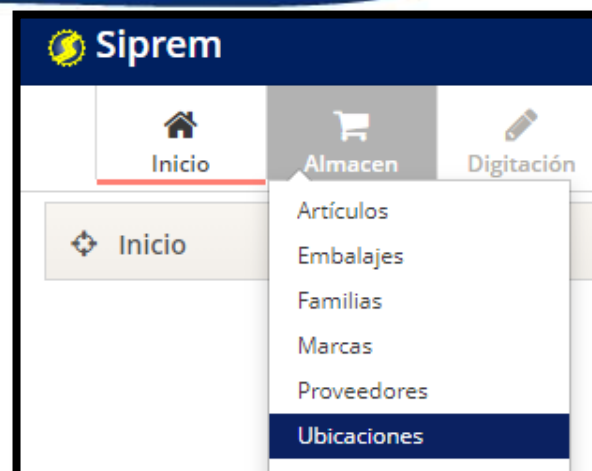 Siprem
Inicio
Almacen
Digitación
Inicio
Artículos
Embalajes
Familias
Marcas
Proveedores
Ubicaciones